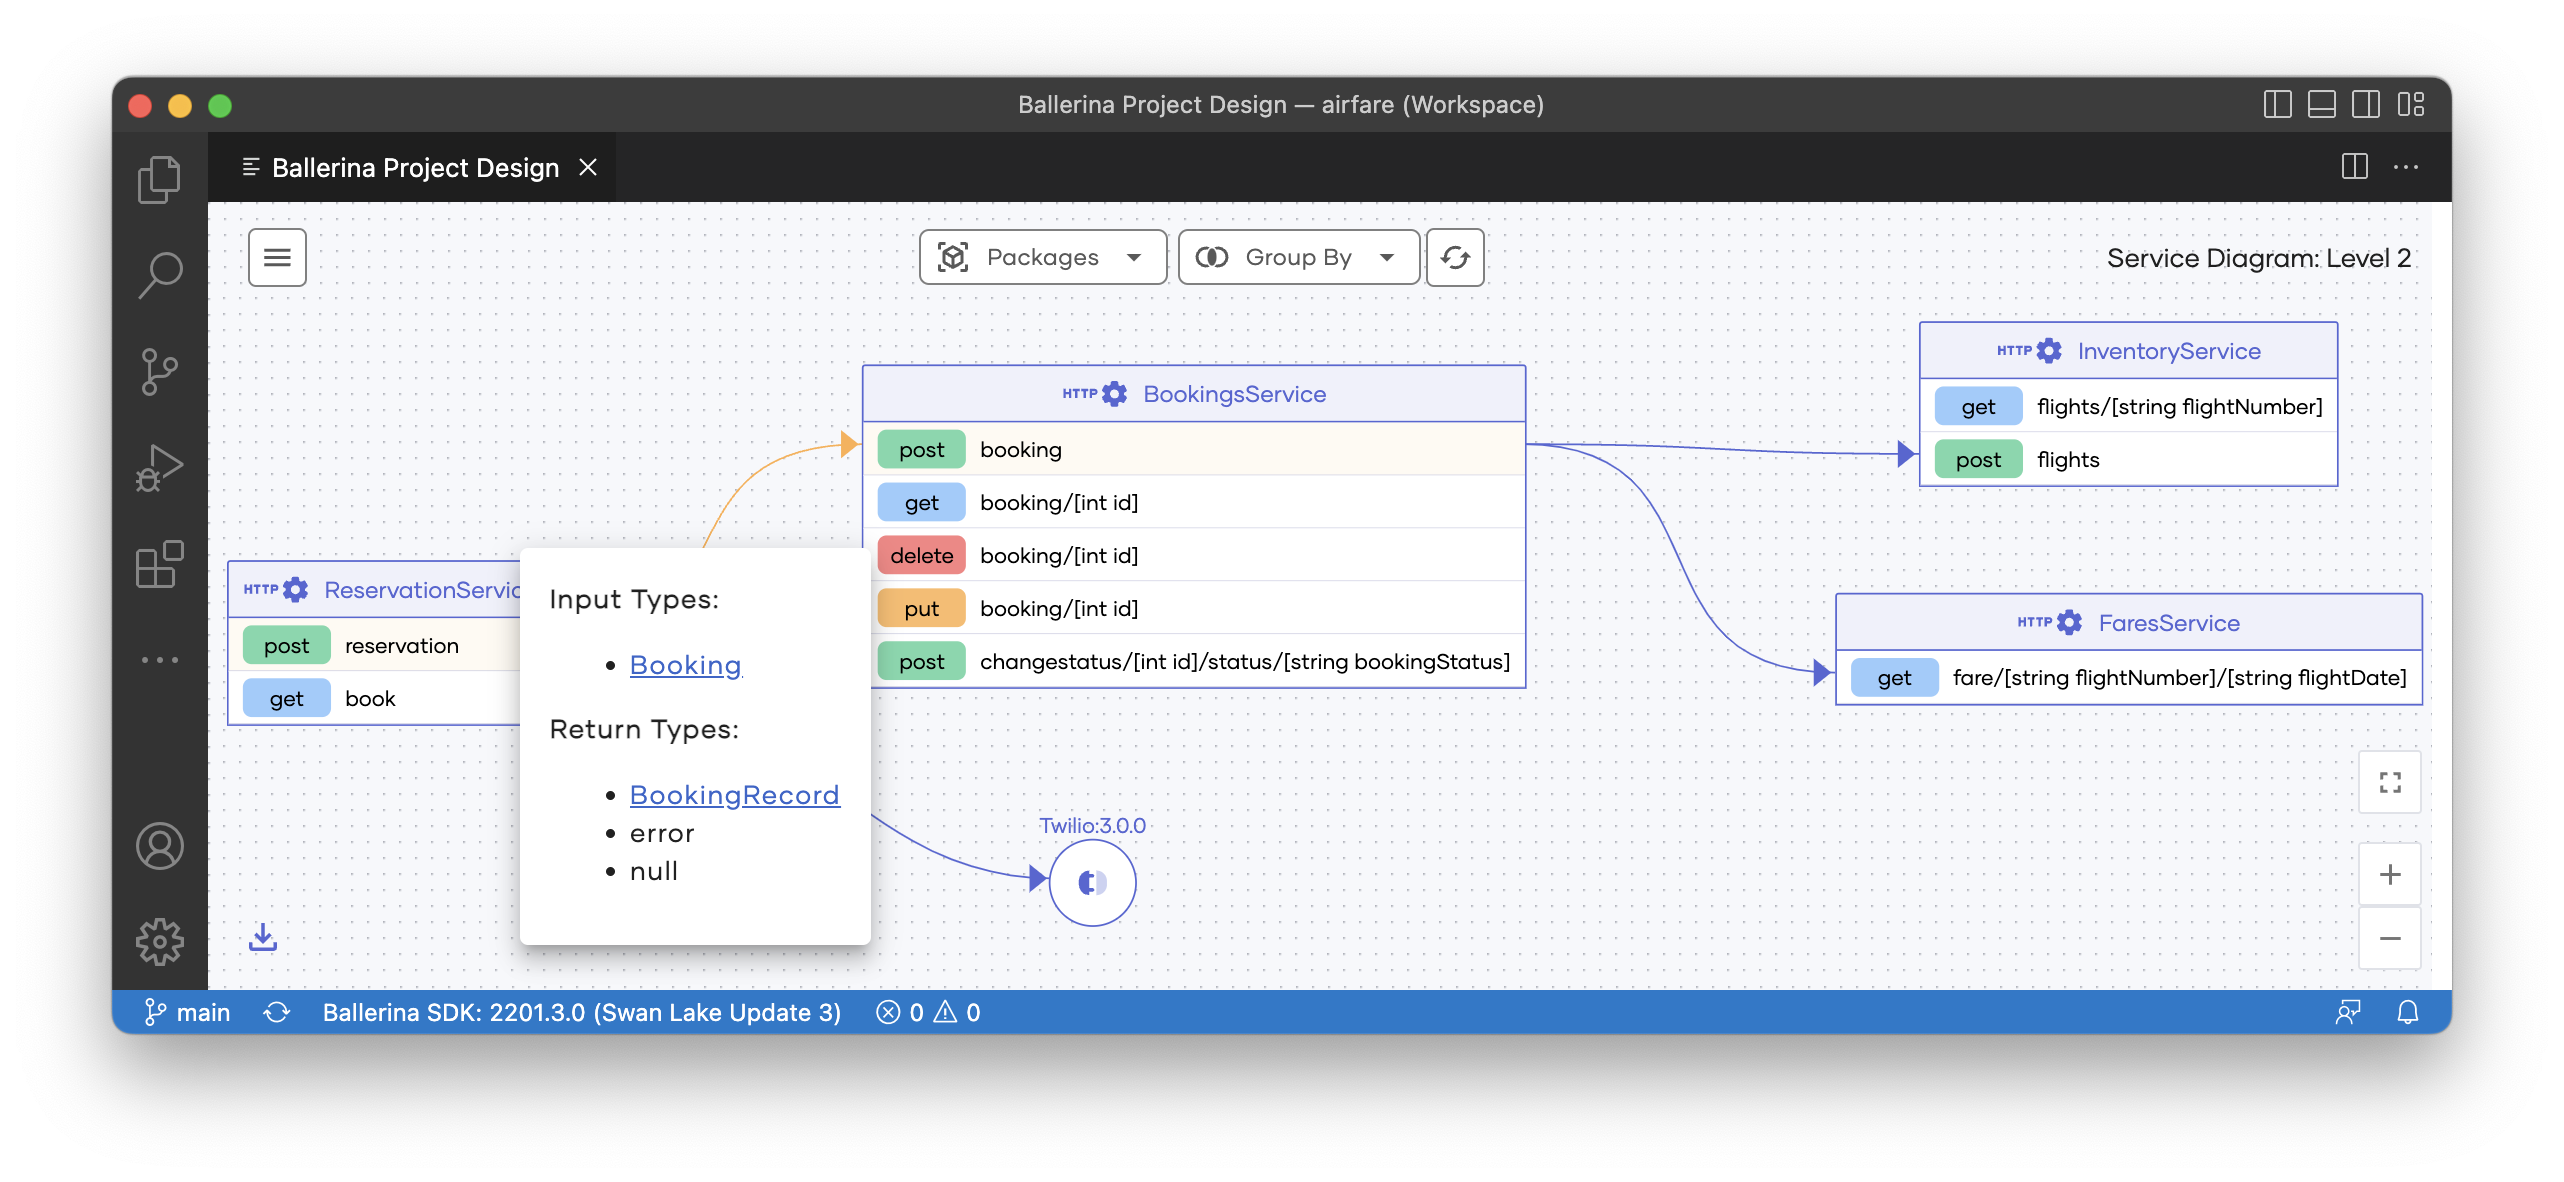 Ballerina Project Design — airfare (Workspace)
Ballerina Project Design
Packages
Group By
Service Diagram: Level 2
HTTP ReservationServic
post reservation
get book
Input Types:
Booking
Return Types:
BookingRecord
error
null
HTTP BookingsService
post booking
get booking/[int id]
delete booking/[int id]
put booking/[int id]
post changestatus/[int id]/status/[string bookingStatus]
Twilio:3.0.0
HTTP InventoryService
get flights/[string flightNumber]
post flights
HTTP FaresService
get fare/[string flightNumber]/[string flightDate]
main Ballerina SDK: 2201.3.0 (Swan Lake Update 3) 0 0